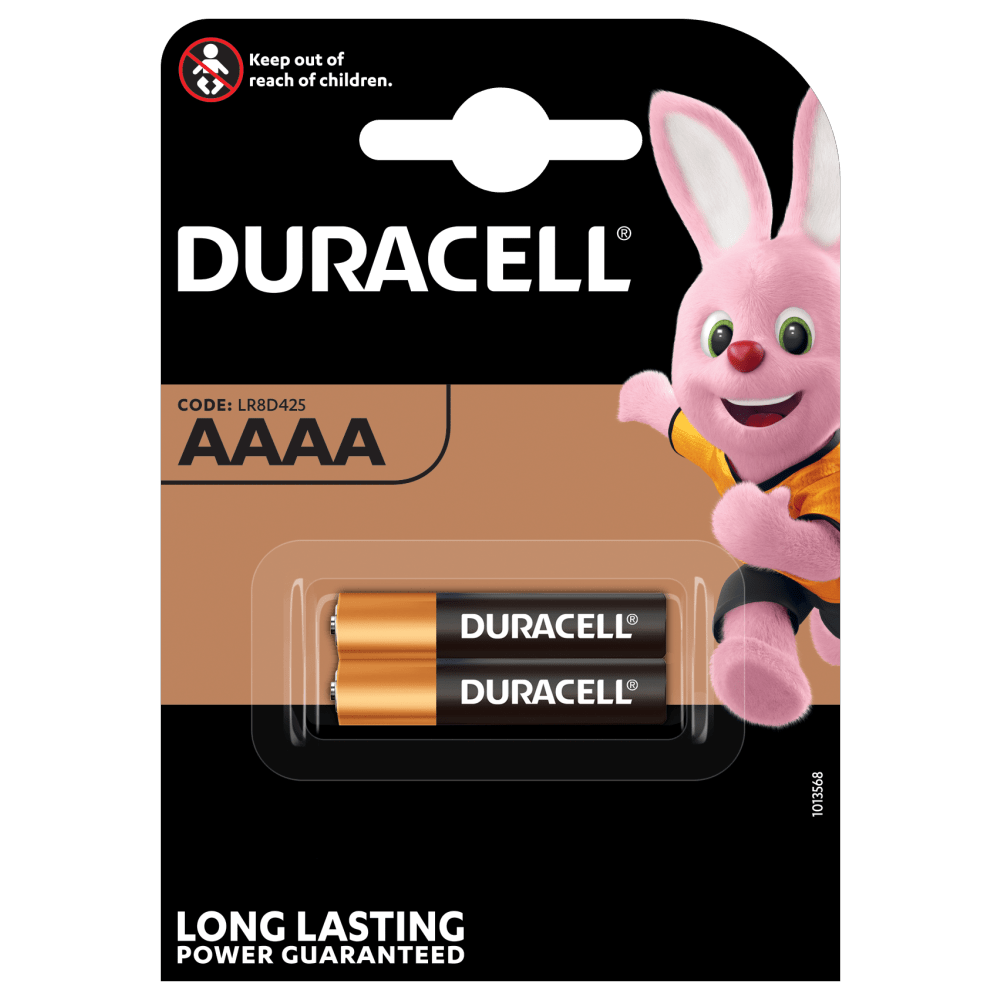 Keep out of
reach of children.
DURACELL®
CODE: LR8D425
AAAA
DURACELL®
DURACELL®
1013568
LONG LASTING
POWER GUARANTEED